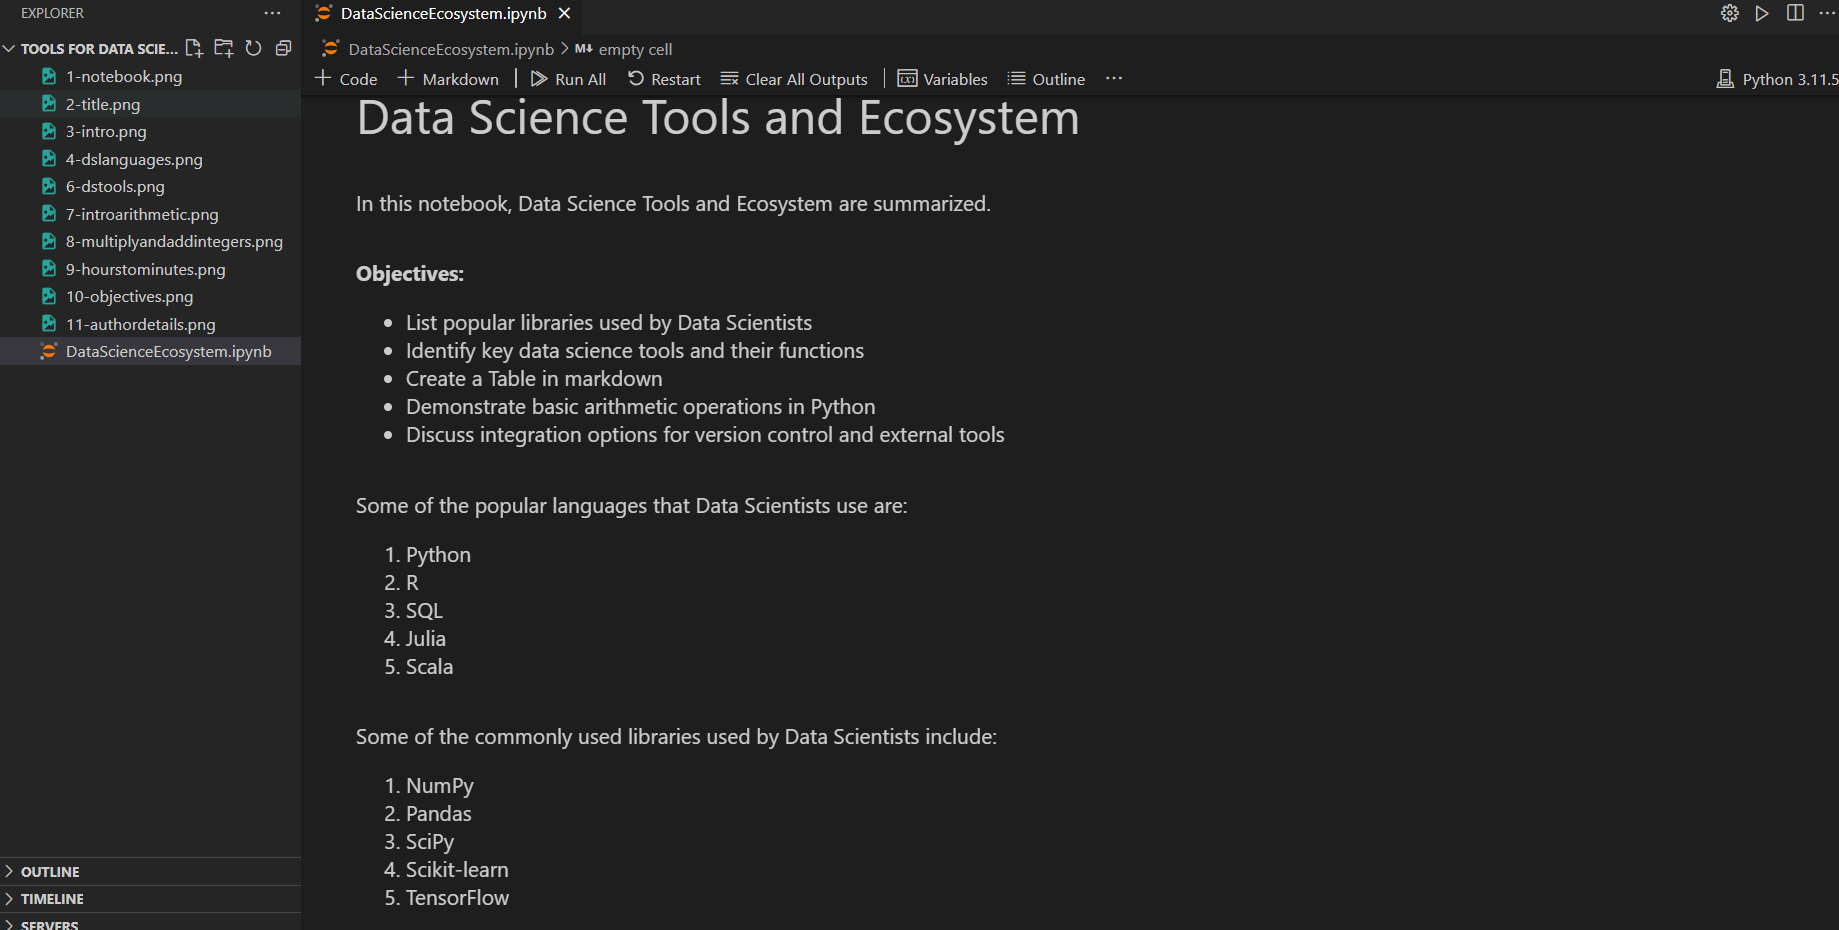 EXPLORER
TOOLS FOR DATA SCIE...
1-notebook.png
2-title.png
3-intro.png
4-dslanguages.png
6-dstools.png
7-introarithmetic.png
8-multiplyandaddintegers.png
9-hourstominutes.png
10-objectives.png
11-authordetails.png
DataScienceEcosystem.ipynb
OUTLINE
TIMELINE
SERVERS
DataScienceEcosystem.ipynb
DataScienceEcosystem.ipynb > M↓ empty cell
+ Code + Markdown | Run All Restart Clear All Outputs | Variables Outline ... Python 3.11.5
Data Science Tools and Ecosystem
In this notebook, Data Science Tools and Ecosystem are summarized.
Objectives:
• List popular libraries used by Data Scientists
• Identify key data science tools and their functions
• Create a Table in markdown
• Demonstrate basic arithmetic operations in Python
• Discuss integration options for version control and external tools
Some of the popular languages that Data Scientists use are:
1. Python
2. R
3. SQL
4. Julia
5. Scala
Some of the commonly used libraries used by Data Scientists include:
1. NumPy
2. Pandas
3. SciPy
4. Scikit-learn
5. TensorFlow